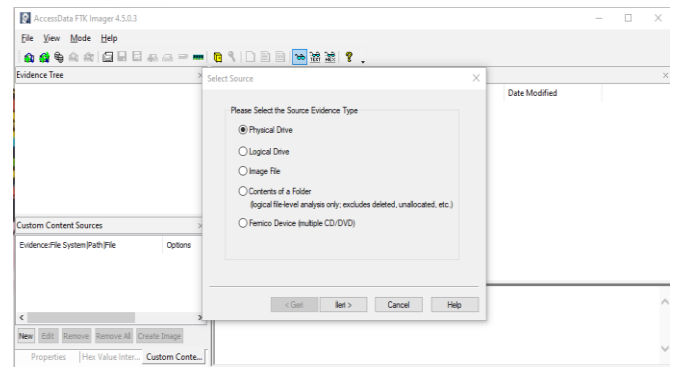 AccessData FTK Imager 4.5.0.3
File View Mode Help
Evidence Tree
Select Source
Date Modified
Please Select the Source Evidence Type
Physical Drive
Logical Drive
Image File
Contents of a Folder
(logical file-level analysis only; excludes deleted, unallocated, etc.)
Fernico Device (multiple CD/DVD)
Custom Content Sources
Evidence:File System|Path|File Options
< Geri İleri > Cancel Help
New Edit Remove Remove All Create Image
Properties Hex Value Inter... Custom Conte...